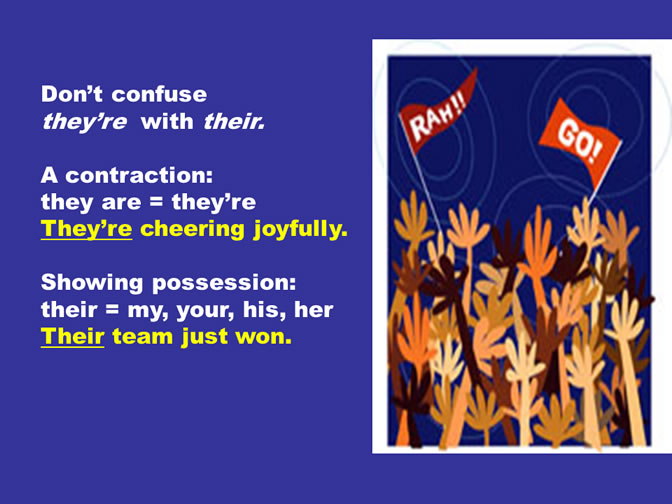 Don’t confuse
they’re with their.
A contraction:
they are = they’re
They’re cheering joyfully.
Showing possession:
their = my, your, his, her
Their team just won.
RAH!!
GO!